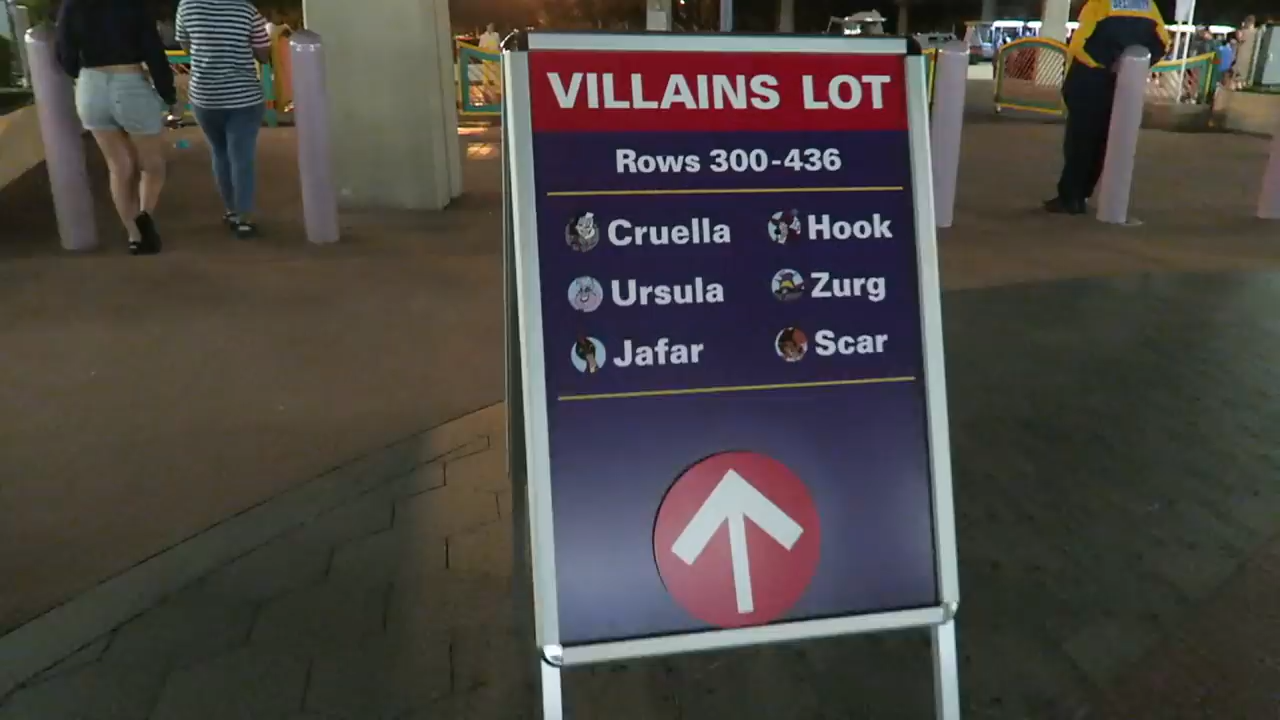 VILLAINS LOT
Rows 300-436
Cruella
Hook
Ursula
Zurg
Jafar
Scar